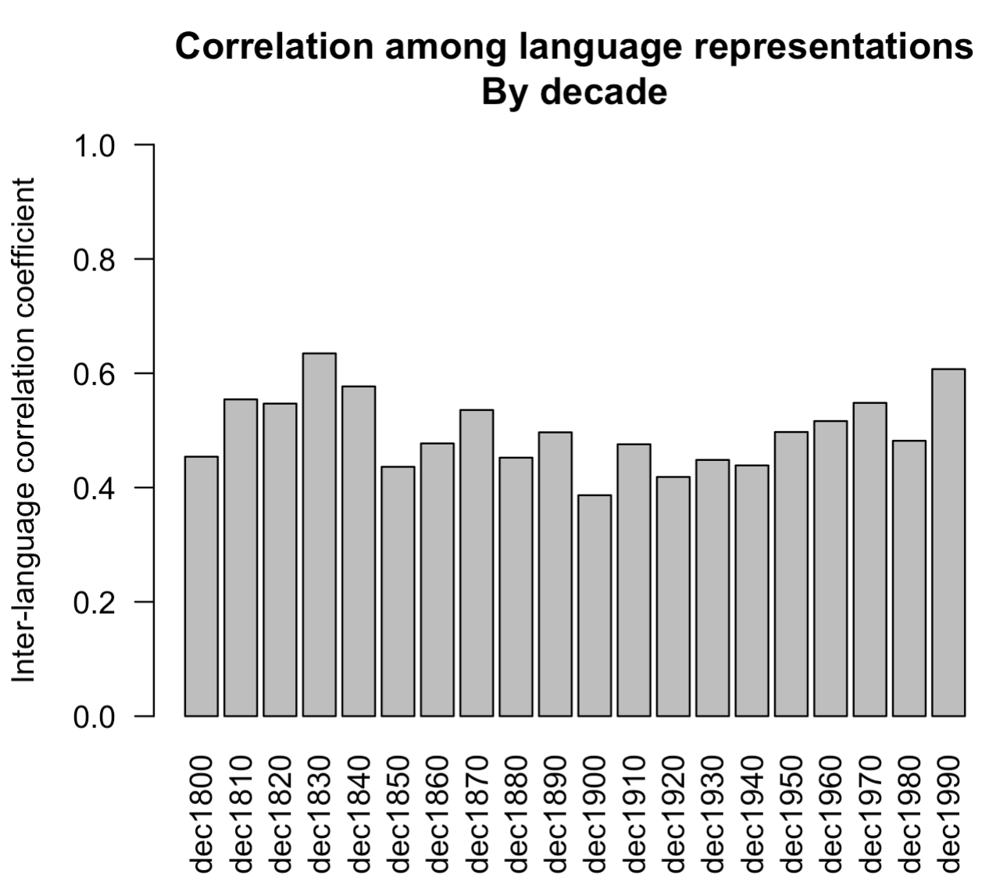 Correlation among language representations
By decade
Inter-language correlation coefficient
1.0
0.8
0.6
0.4
0.2
0.0
dec1800
dec1810
dec1820
dec1830
dec1840
dec1850
dec1860
dec1870
dec1880
dec1890
dec1900
dec1910
dec1920
dec1930
dec1940
dec1950
dec1960
dec1970
dec1980
dec1990